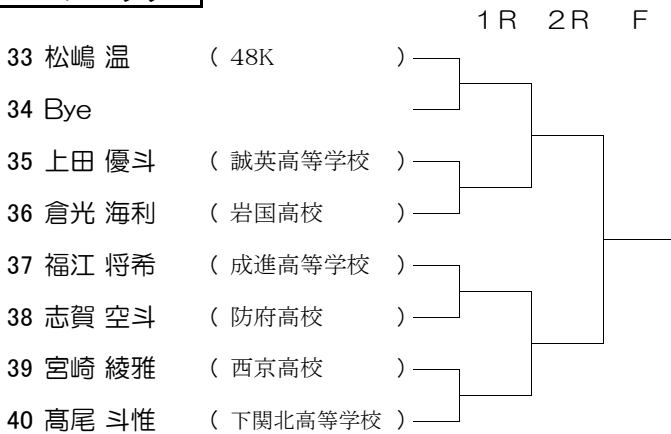 1R 2R F
33 松嶋 温 ( 48K )
34 Bye
35 上田 優斗 ( 誠英高等学校 )
36 倉光 海利 ( 岩国高校 )
37 福江 将希 ( 成進高等学校 )
38 志賀 空斗 ( 防府高校 )
39 宮崎 綾雅 ( 西京高校 )
40 髙尾 斗惟 ( 下関北高等学校 )